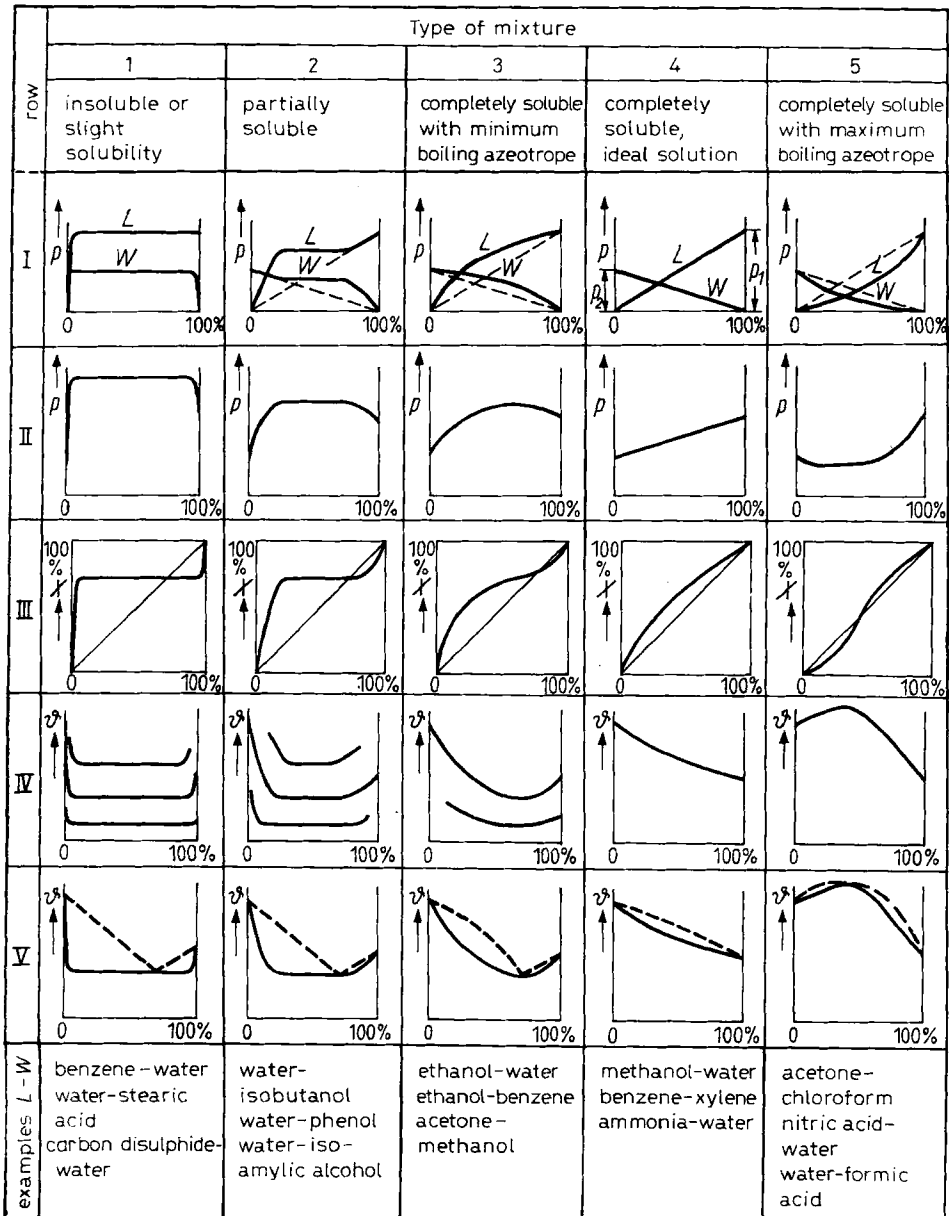 row
Type of mixture
1 2 3 4 5
insoluble or
slight
solubility
partially
soluble
completely soluble
with minimum
boiling azeotrope
completely
soluble,
ideal solution
completely soluble
with maximum
boiling azeotrope
I
p L W 0 100%
L W 0 100%
p L W 0 100%
p p₂ L W p₁ 0 100%
p L W 0 100%
II
p 0 100%
p 0 100%
p 0 100%
p 0 100%
p 0 100%
III
100 % 0
100 % 0 100%
100 % 0 100%
100 % 0 100%
100 % 0 100%
IV
ϑ 0 100%
ϑ 0 100%
ϑ 0 100%
ϑ 0 100%
ϑ 0 100%
V
ϑ 0 100%
ϑ 0 100%
ϑ 0 100%
ϑ 0 100%
ϑ 0 100%
examples L-W
benzene-water
water-stearic
acid
carbon disulphide-
water
water-
isobutanol
water-phenol
water-iso-
amylic alcohol
ethanol-water
ethanol-benzene
acetone-
methanol
methanol-water
benzene-xylene
ammonia-water
acetone-
chloroform
nitric acid-
water
water-formic
acid